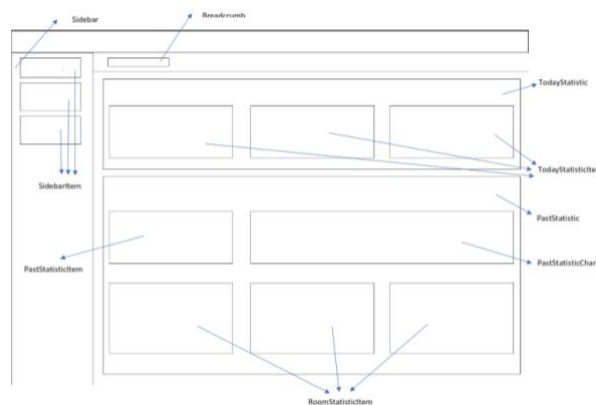 Sidebar
Breadcrumb
TodayStatistic
TodayStatisticIte
SidebarItem
PastStatistic
PastStatisticChar
PastStatisticItem
RoomStatisticItem